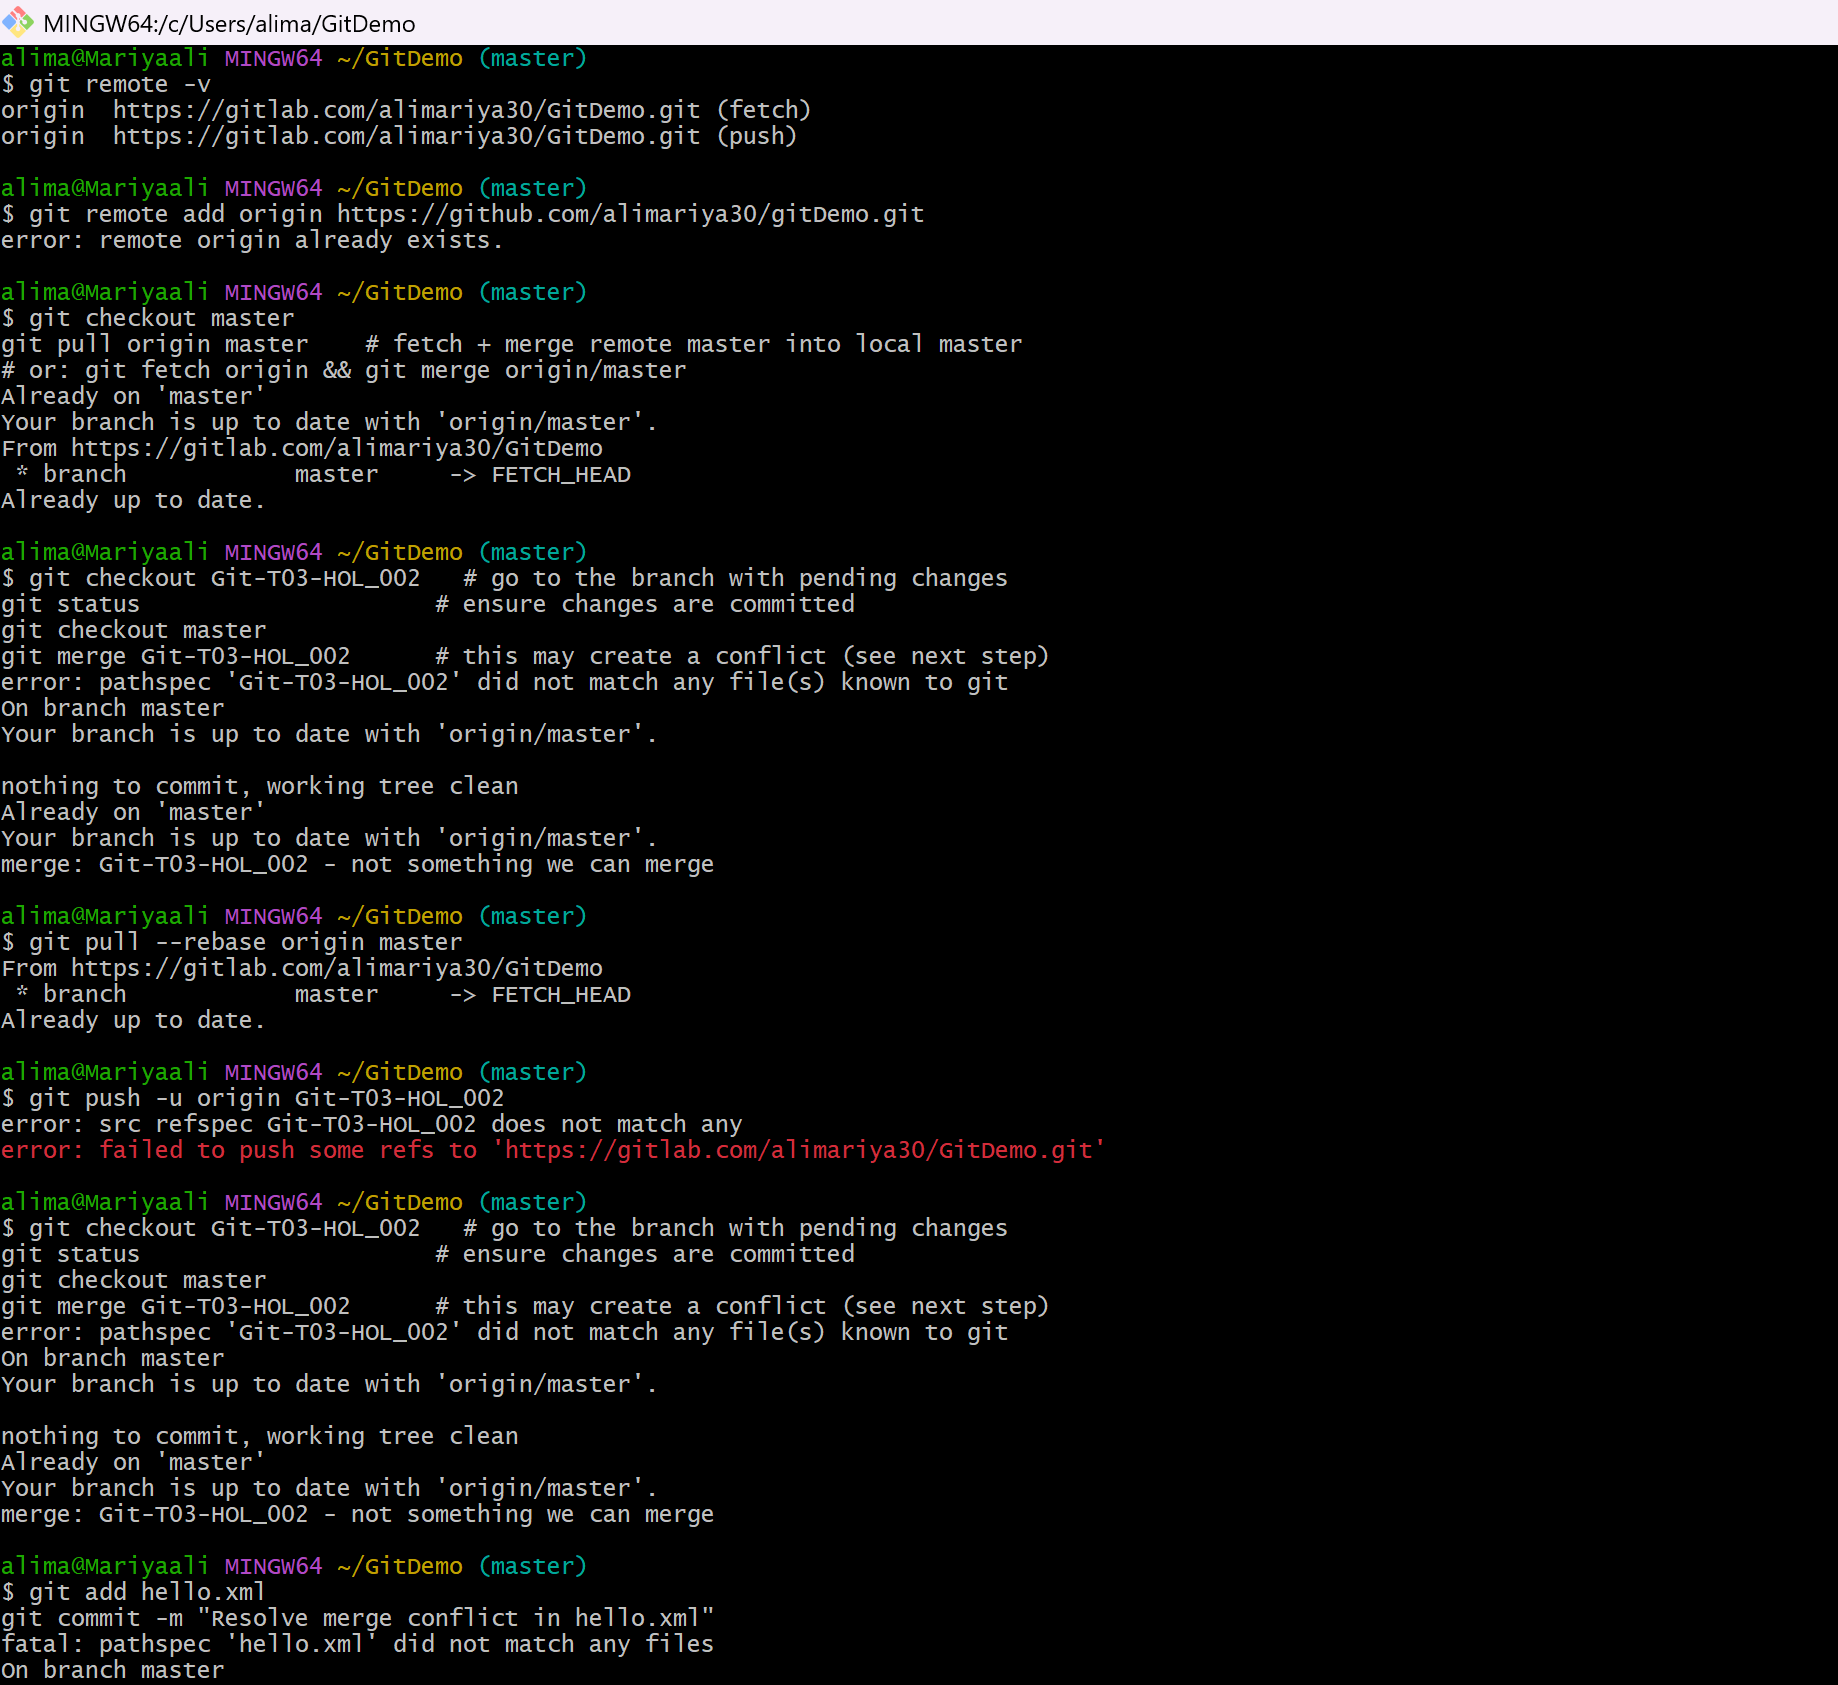 MINGW64:/c/Users/alima/GitDemo
alima@Mariyaali MINGW64 ~/GitDemo (master)
$ git remote -v
origin  https://gitlab.com/alimariya30/GitDemo.git (fetch)
origin  https://gitlab.com/alimariya30/GitDemo.git (push)

alima@Mariyaali MINGW64 ~/GitDemo (master)
$ git remote add origin https://github.com/alimariya30/gitDemo.git
error: remote origin already exists.

alima@Mariyaali MINGW64 ~/GitDemo (master)
$ git checkout master
git pull origin master    # fetch + merge remote master into local master
# or: git fetch origin && git merge origin/master
Already on 'master'
Your branch is up to date with 'origin/master'.
From https://gitlab.com/alimariya30/GitDemo
 * branch            master     -> FETCH_HEAD
Already up to date.

alima@Mariyaali MINGW64 ~/GitDemo (master)
$ git checkout Git-T03-HOL_002   # go to the branch with pending changes
git status                     # ensure changes are committed
git checkout master
git merge Git-T03-HOL_002      # this may create a conflict (see next step)
error: pathspec 'Git-T03-HOL_002' did not match any file(s) known to git
On branch master
Your branch is up to date with 'origin/master'.

nothing to commit, working tree clean
Already on 'master'
Your branch is up to date with 'origin/master'.
merge: Git-T03-HOL_002 - not something we can merge

alima@Mariyaali MINGW64 ~/GitDemo (master)
$ git pull --rebase origin master
From https://gitlab.com/alimariya30/GitDemo
 * branch            master     -> FETCH_HEAD
Already up to date.

alima@Mariyaali MINGW64 ~/GitDemo (master)
$ git push -u origin Git-T03-HOL_002
error: src refspec Git-T03-HOL_002 does not match any
error: failed to push some refs to 'https://gitlab.com/alimariya30/GitDemo.git'

alima@Mariyaali MINGW64 ~/GitDemo (master)
$ git checkout Git-T03-HOL_002   # go to the branch with pending changes
git status                     # ensure changes are committed
git checkout master
git merge Git-T03-HOL_002      # this may create a conflict (see next step)
error: pathspec 'Git-T03-HOL_002' did not match any file(s) known to git
On branch master
Your branch is up to date with 'origin/master'.

nothing to commit, working tree clean
Already on 'master'
Your branch is up to date with 'origin/master'.
merge: Git-T03-HOL_002 - not something we can merge

alima@Mariyaali MINGW64 ~/GitDemo (master)
$ git add hello.xml
git commit -m "Resolve merge conflict in hello.xml"
fatal: pathspec 'hello.xml' did not match any files
On branch master